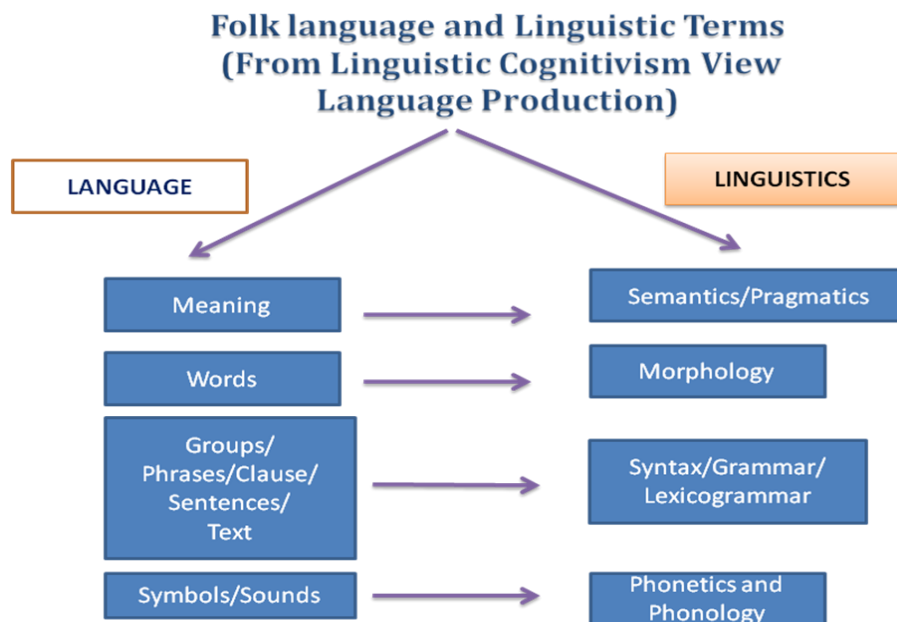 Folk language and Linguistic Terms
(From Linguistic Cognitivism View
Language Production)
LANGUAGE
LINGUISTICS
Meaning
Semantics/Pragmatics
Words
Morphology
Groups/
Phrases/Clause/
Sentences/
Text
Syntax/Grammar/
Lexicogrammar
Symbols/Sounds
Phonetics and
Phonology